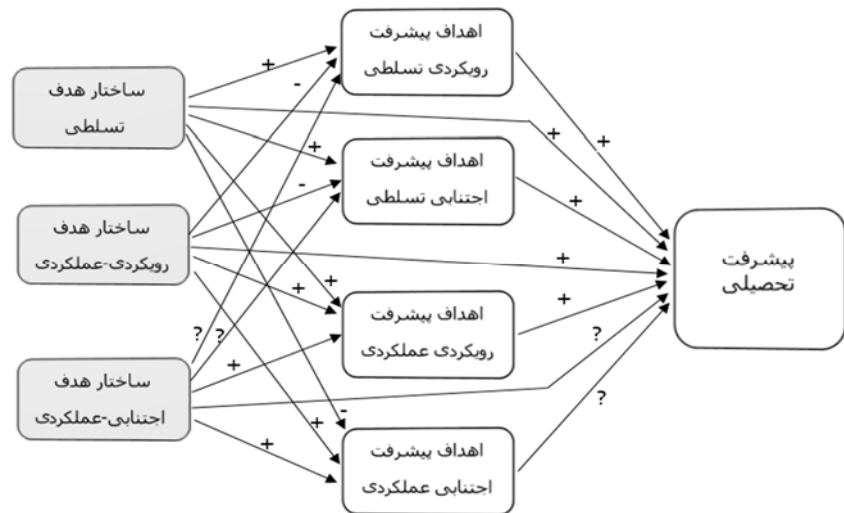 ساختار هدف
تسلطی
ساختار هدف
رویکردی-عملکردی
ساختار هدف
اجتنابی-عملکردی
اهداف پیشرفت
رویکردی تسلطی
اهداف پیشرفت
اجتنابی تسلطی
اهداف پیشرفت
رویکردی عملکردی
اهداف پیشرفت
اجتنابی عملکردی
پیشرفت
تحصیلی
+
-
+
+
-
+
+
+
+
+
+
?
?
+
?
+
-
?
+